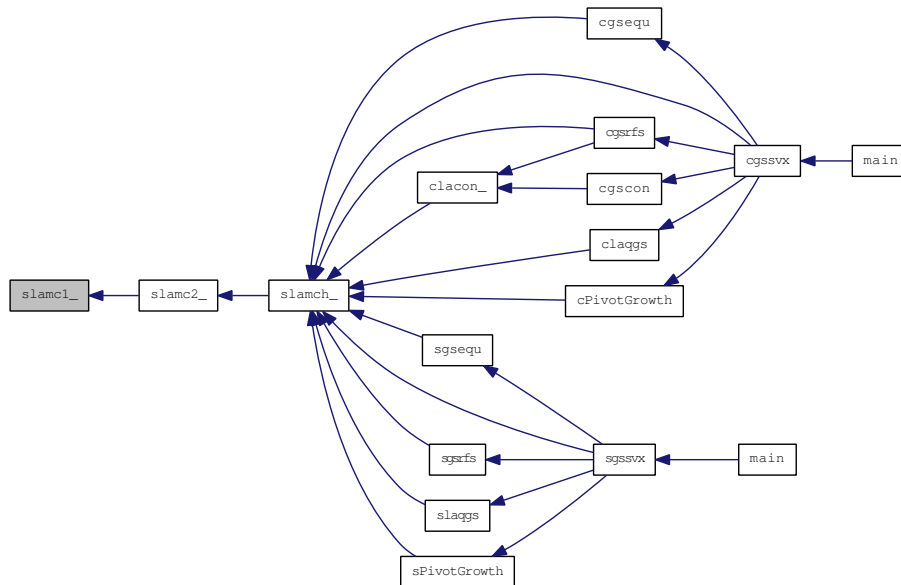 cgsequ
cgsrfs
cgssvx
main
clacon_
cgscon
claqgs
slamc1_
slamc2_
slamch_
cPivotGrowth
sgsequ
sgsrfs
sgssvx
main
slaqgs
sPivotGrowth